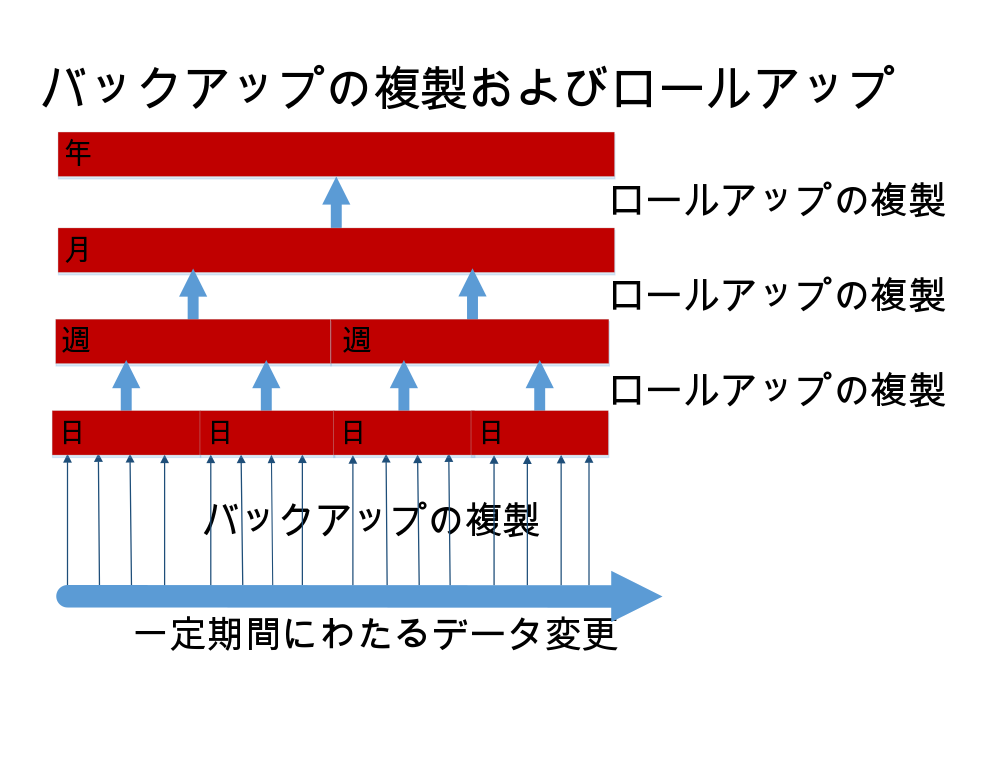 バックアップの複製およびロールアップ
年
ロールアップの複製
月
ロールアップの複製
週 週
ロールアップの複製
日 日 日 日
バックアップの複製
一定期間にわたるデータ変更